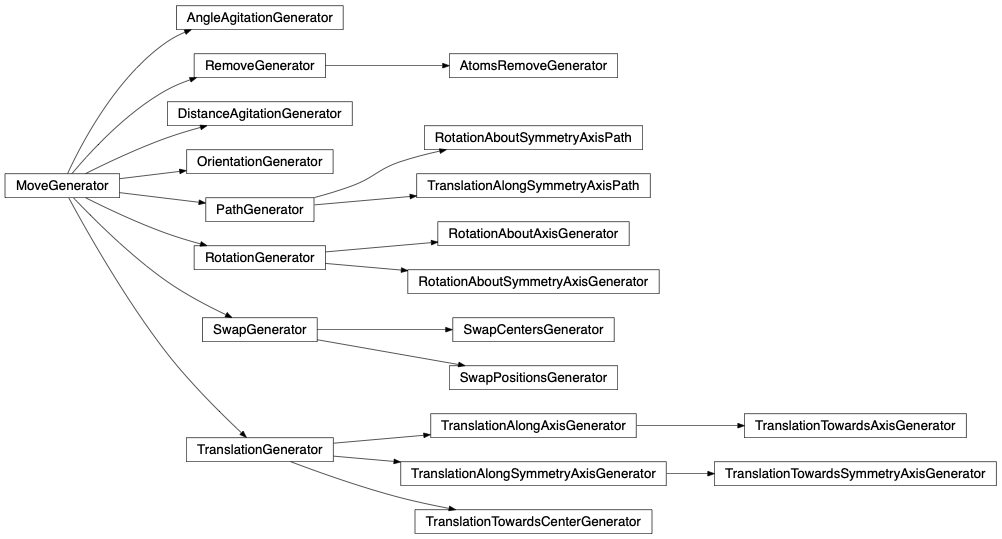 AngleAgitationGenerator
RemoveGenerator
AtomsRemoveGenerator
DistanceAgitationGenerator
RotationAboutSymmetryAxisPath
OrientationGenerator
MoveGenerator
TranslationAlongSymmetryAxisPath
PathGenerator
RotationAboutAxisGenerator
RotationGenerator
RotationAboutSymmetryAxisGenerator
SwapGenerator
SwapCentersGenerator
SwapPositionsGenerator
TranslationAlongAxisGenerator
TranslationTowardsAxisGenerator
TranslationGenerator
TranslationAlongSymmetryAxisGenerator
TranslationTowardsSymmetryAxisGenerator
TranslationTowardsCenterGenerator